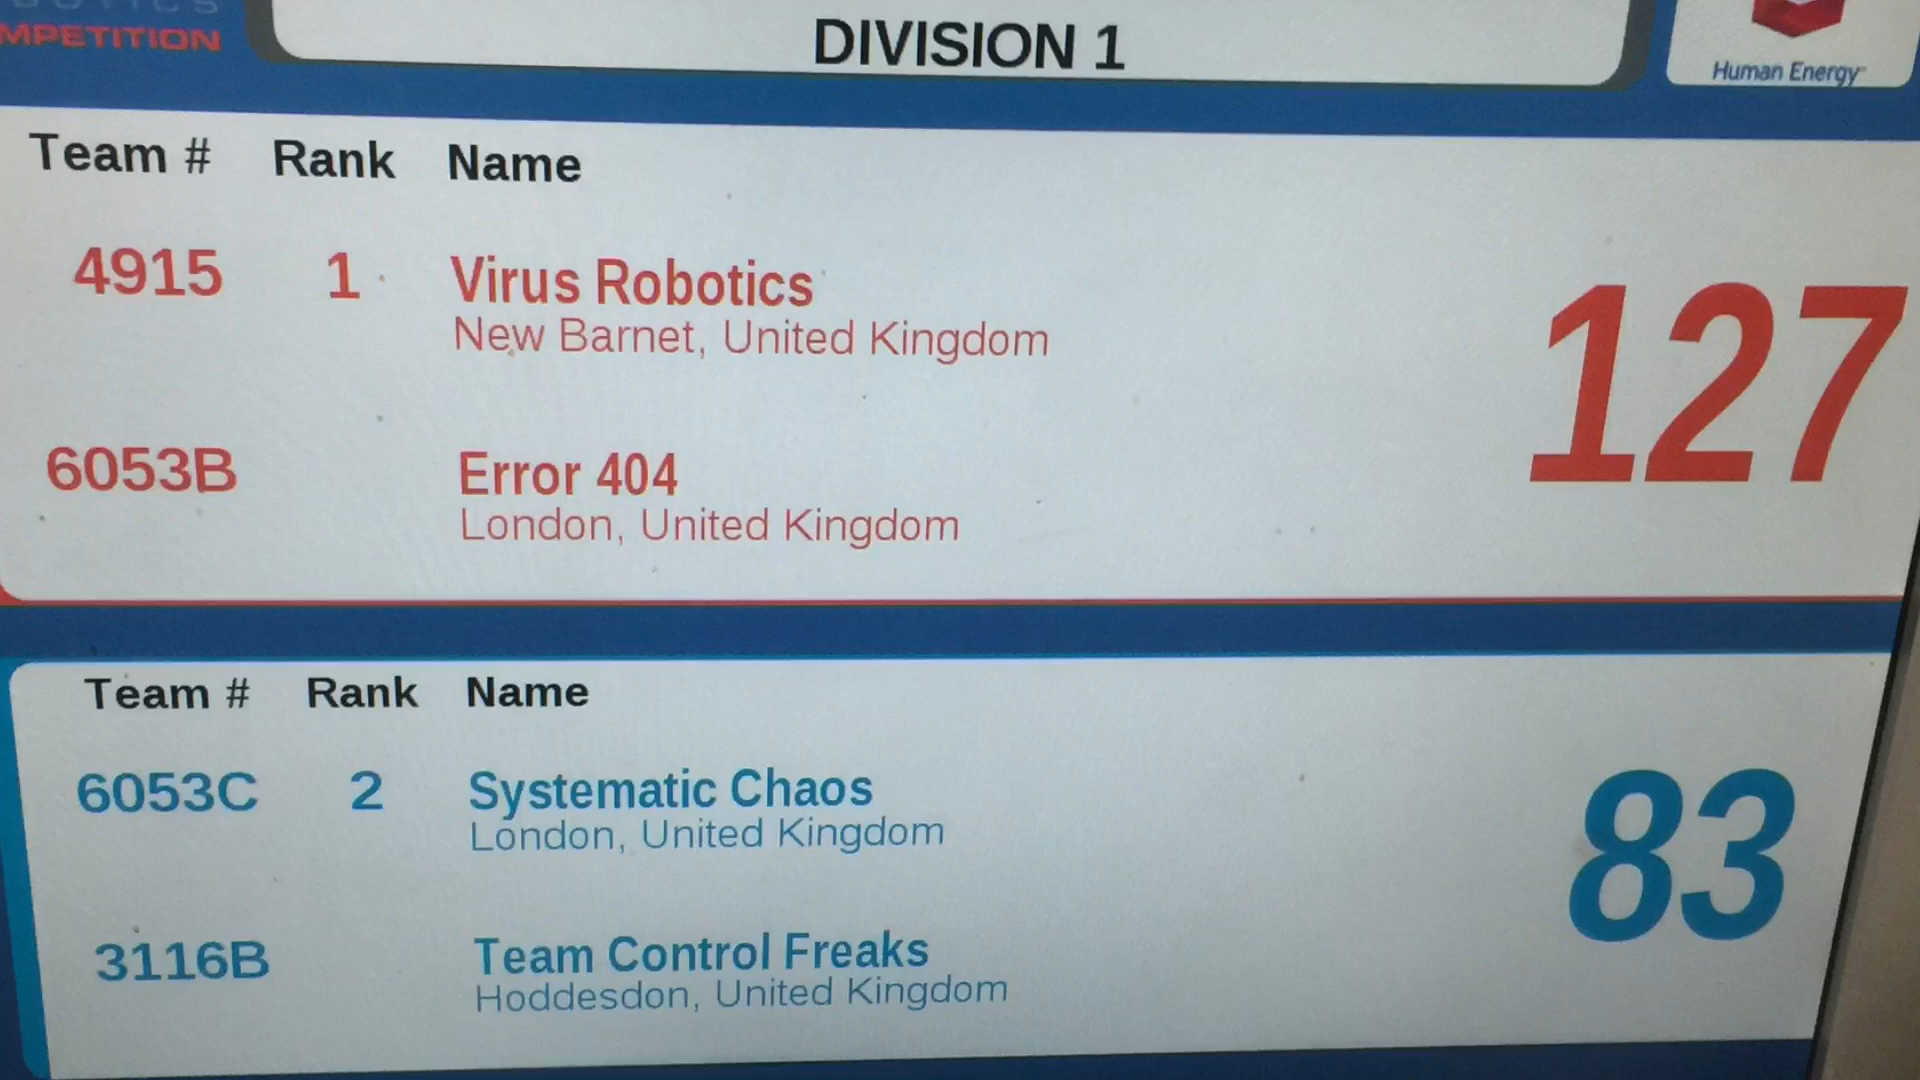 MPETITION
DIVISION 1
Human Energy
Team # Rank Name
4915 1 Virus Robotics
New Barnet, United Kingdom
127
6053B Error 404
London, United Kingdom
Team # Rank Name
6053C 2 Systematic Chaos
London, United Kingdom
83
3116B Team Control Freaks
Hoddesdon, United Kingdom